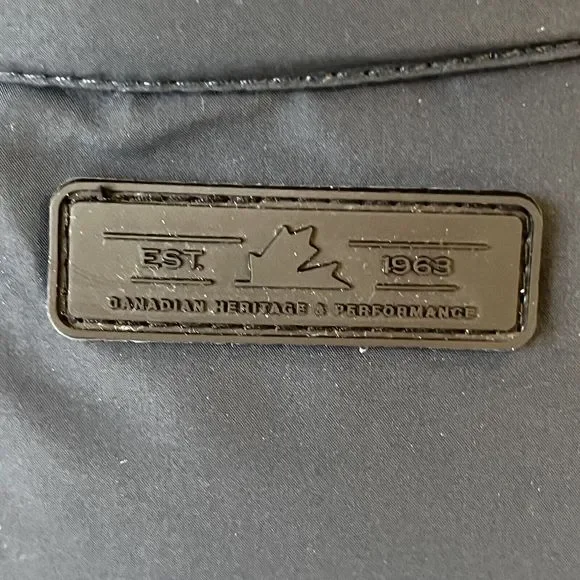 EST. 1963
CANADIAN HERITAGE & PERFORMANCE